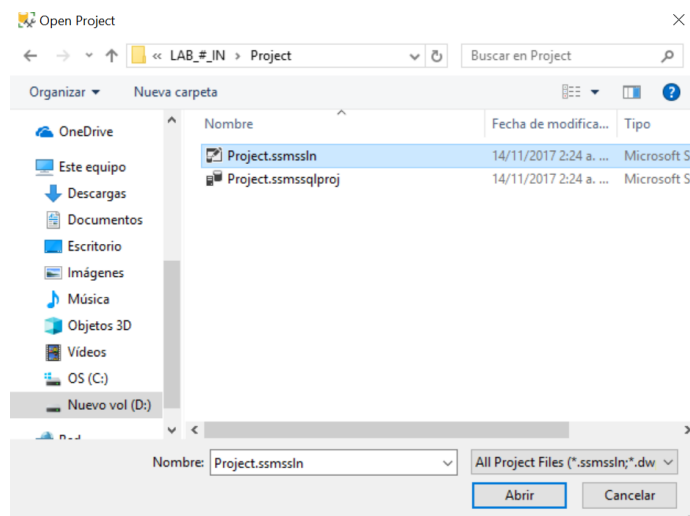 Open Project
« LAB_#_IN > Project
Buscar en Project
Organizar
Nueva carpeta
Nombre
Fecha de modifica...
Tipo
OneDrive
Este equipo
Descargas
Documentos
Escritorio
Imágenes
Música
Objetos 3D
Vídeos
OS (C:)
Nuevo vol (D:)
Project.ssmssln
14/11/2017 2:24 a. ...
Microsoft S
Project.ssmssqlproj
14/11/2017 2:24 a. ...
Microsoft S
Nombre:
Project.ssmssln
All Project Files (*.ssmssln;*.dw
Abrir
Cancelar